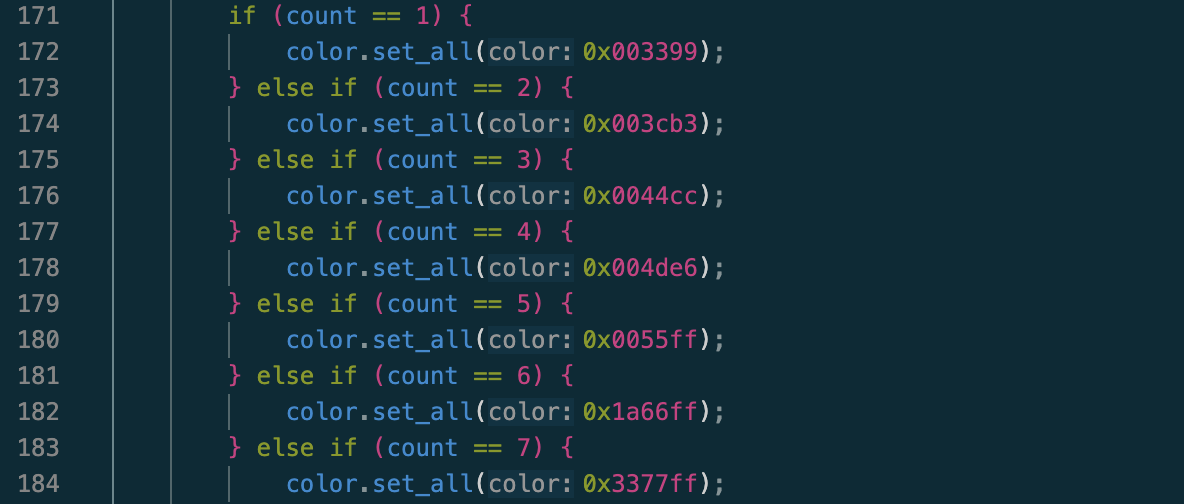 171 if (count == 1) {
172 color.set_all(color: 0x003399);
173 } else if (count == 2) {
174 color.set_all(color: 0x003cb3);
175 } else if (count == 3) {
176 color.set_all(color: 0x0044cc);
177 } else if (count == 4) {
178 color.set_all(color: 0x004de6);
179 } else if (count == 5) {
180 color.set_all(color: 0x0055ff);
181 } else if (count == 6) {
182 color.set_all(color: 0x1a66ff);
183 } else if (count == 7) {
184 color.set_all(color: 0x3377ff);